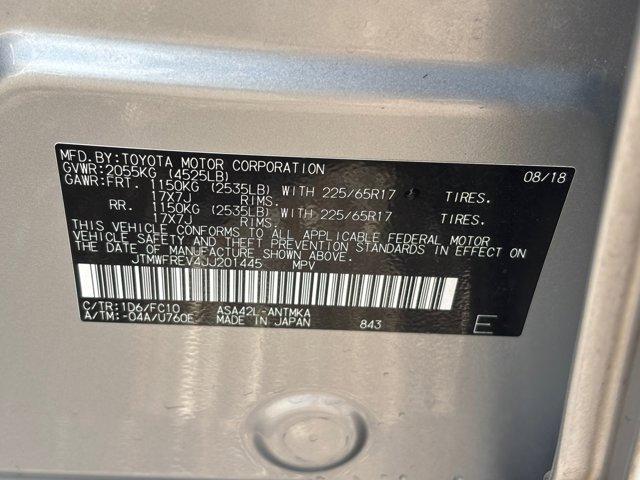 MFD.BY:TOYOTA MOTOR CORPORATION 08/18
GVWR:2055KG (4525LB)
GAWR:FRT. 1150KG (2535LB) WITH 225/65R17 TIRES.
17X7J RIMS.
RR. 1150KG (2535LB) WITH 225/65R17 TIRES.
17X7J RIMS.
THIS VEHICLE CONFORMS TO ALL APPLICABLE FEDERAL MOTOR
VEHICLE SAFETY AND THEFT PREVENTION STANDARDS IN EFFECT ON
THE DATE OF MANUFACTURE SHOWN ABOVE.
JTMWFREV4JJ201445 MPV
C/TR:1D6/FC10 ASA42L-ANTMKA
A/TM:-04A/U760E MADE IN JAPAN 843 E